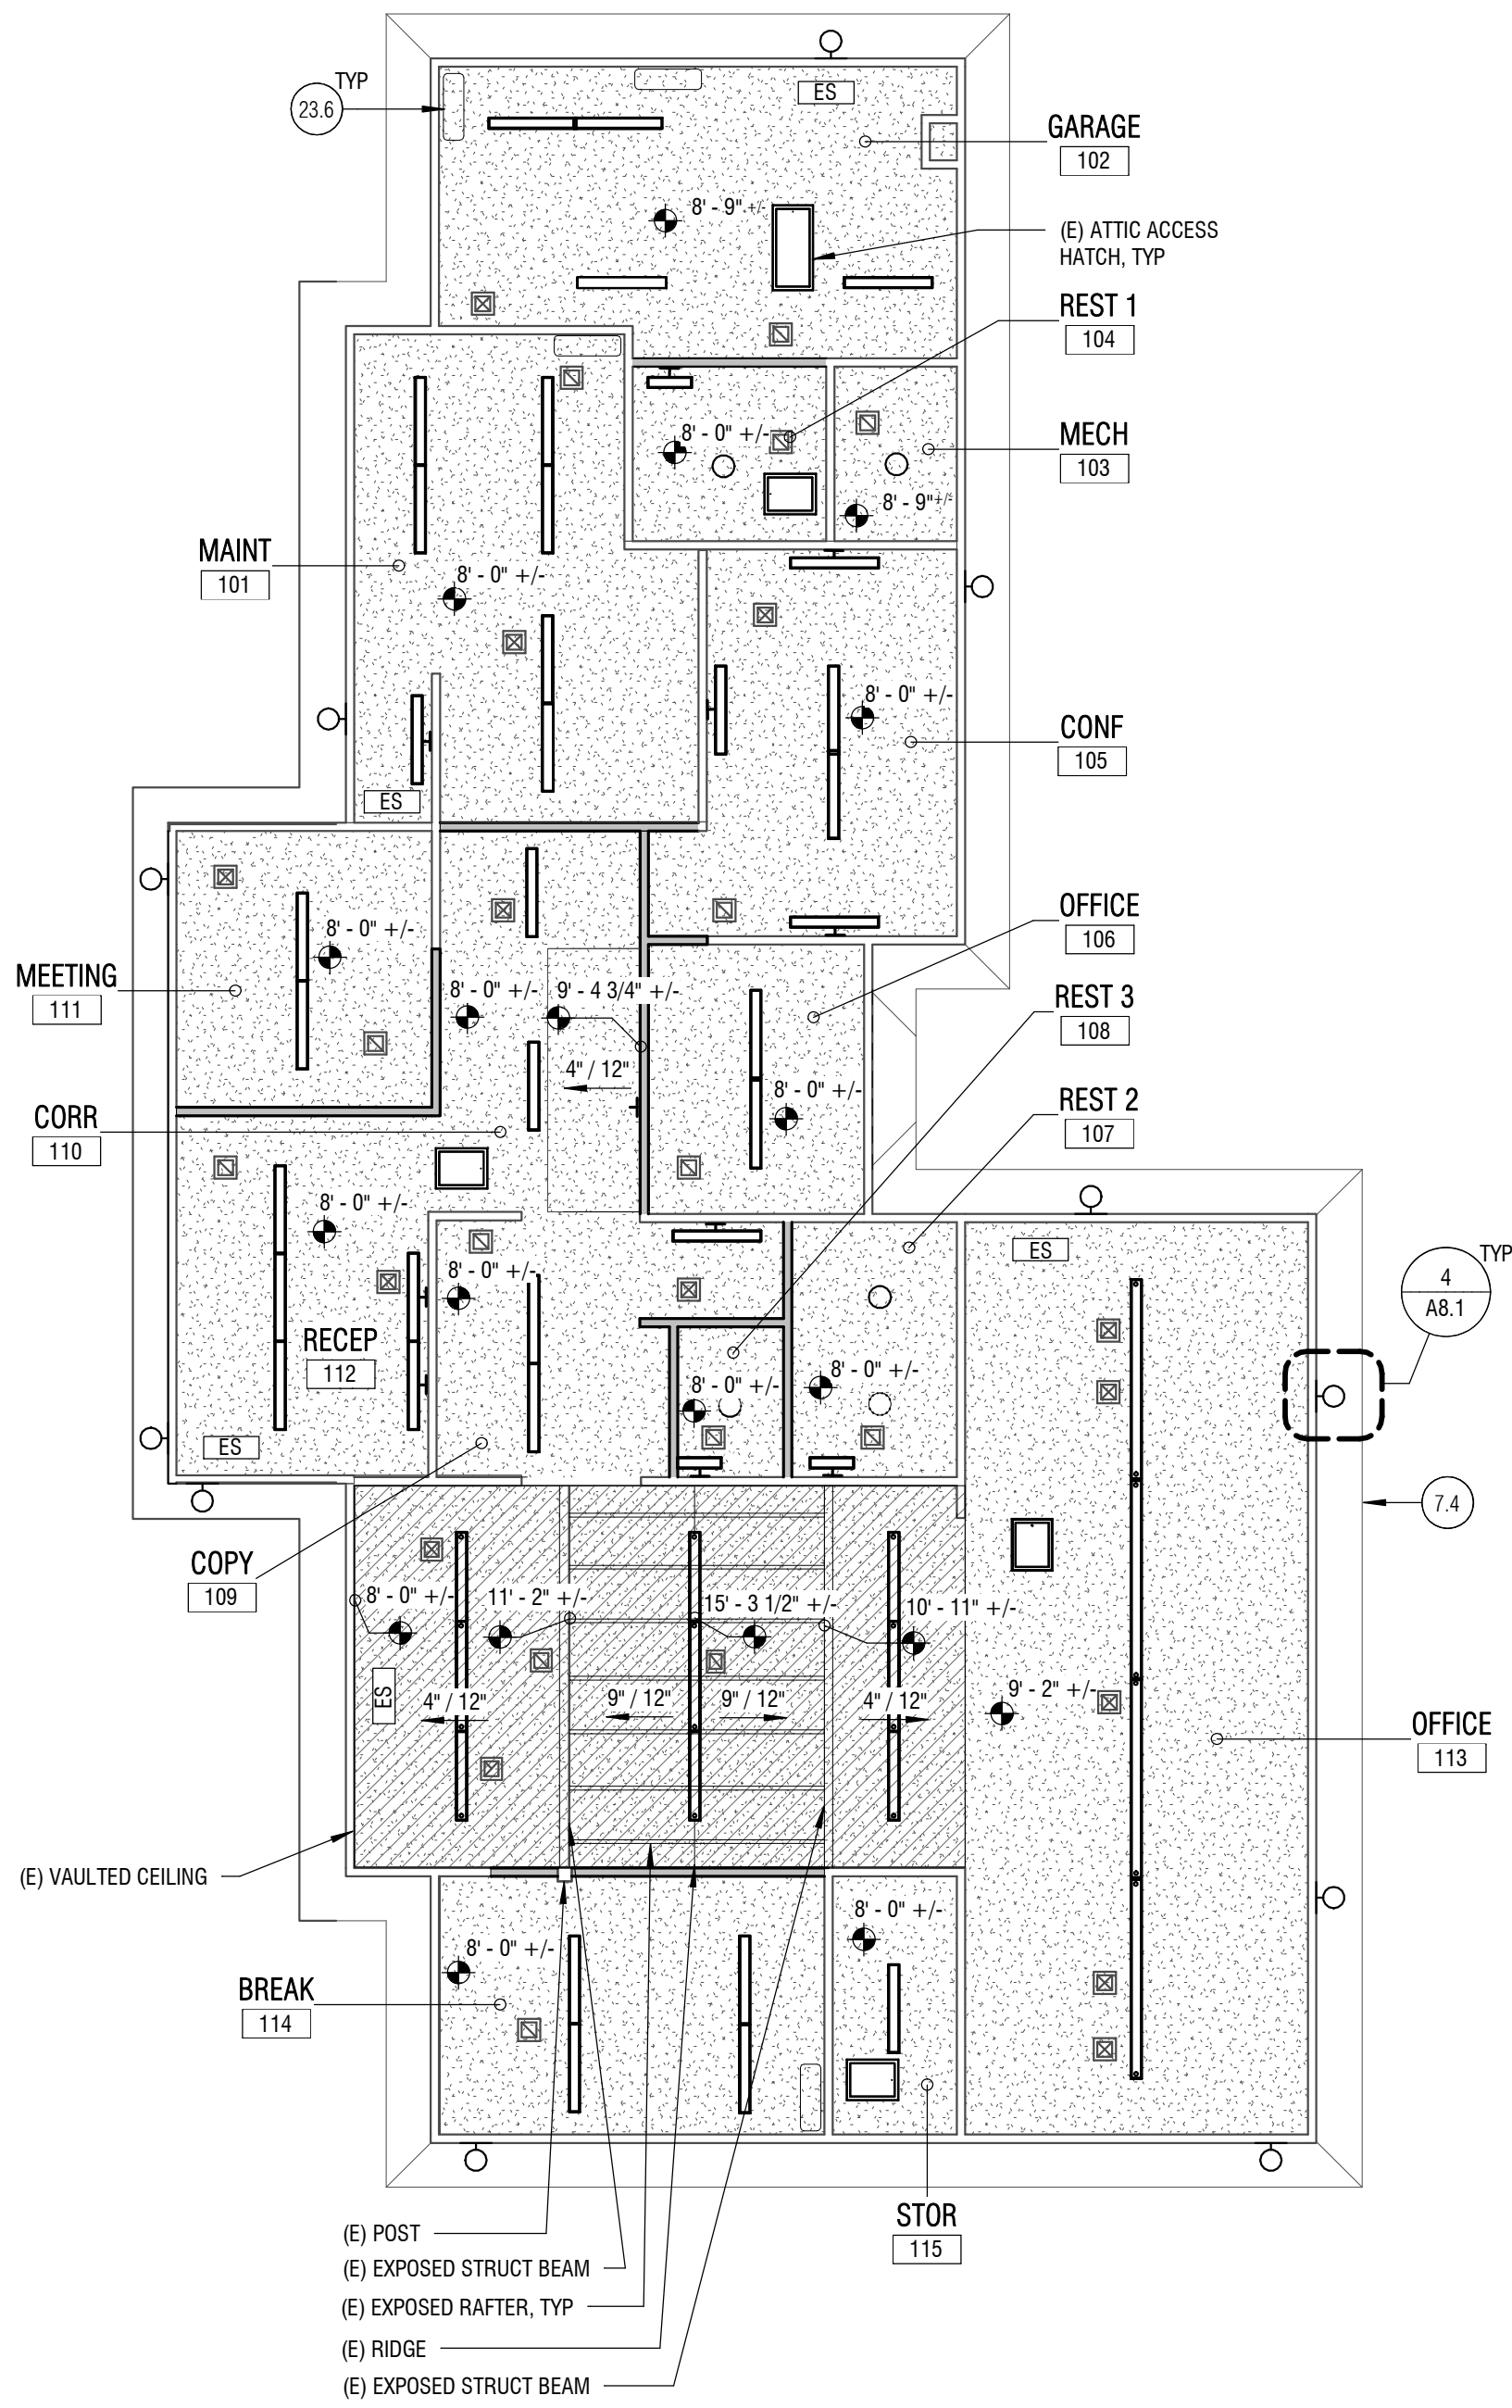 TYP
23.6
ES
GARAGE
102
8' - 9" +/-
(E) ATTIC ACCESS
HATCH, TYP
REST 1
104
8' - 0" +/-
MECH
103
8' - 9" +/-
MAINT
101
8' - 0" +/-
8' - 0" +/-
CONF
105
ES
OFFICE
106
8' - 0" +/-
MEETING
111
8' - 0" +/-
9' - 4 3/4" +/-
REST 3
108
4" / 12"
8' - 0" +/-
REST 2
107
CORR
110
8' - 0" +/-
ES
TYP
4
A8.1
8' - 0" +/-
RECEP
112
8' - 0" +/-
8' - 0" +/-
ES
7.4
COPY
109
8' - 0" +/-
11' - 2" +/-
15' - 3 1/2" +/-
10' - 11" +/-
ES
4" / 12"
9" / 12"
9" / 12"
4" / 12"
9' - 2" +/-
OFFICE
113
(E) VAULTED CEILING
8' - 0" +/-
8' - 0" +/-
BREAK
114
STOR
115
(E) POST
(E) EXPOSED STRUCT BEAM
(E) EXPOSED RAFTER, TYP
(E) RIDGE
(E) EXPOSED STRUCT BEAM